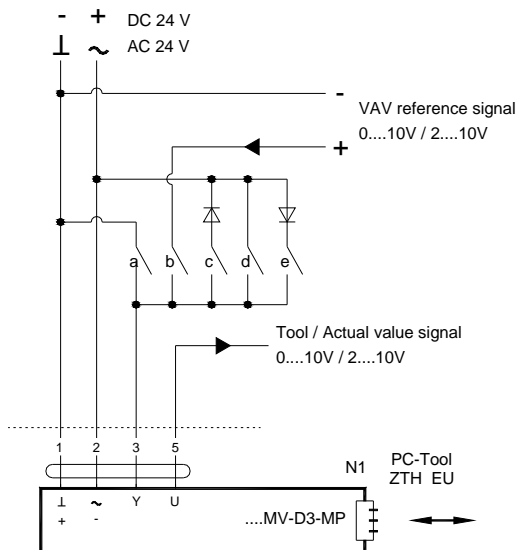 - + DC 24 V
⊥ ~ AC 24 V
-
VAV reference signal
0....10V / 2....10V
+
a b c d e
Tool / Actual value signal
0....10V / 2....10V
1 2 3 5
N1
PC-Tool
ZTH EU
⊥ ~ Y U
+ -
....MV-D3-MP